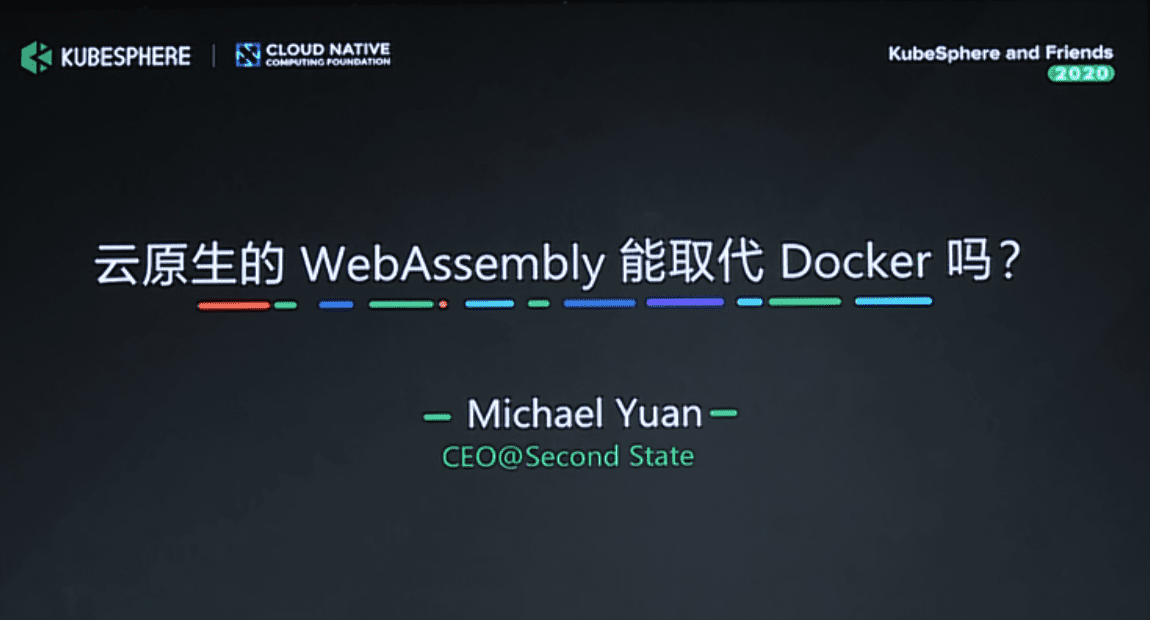 KUBESPHERE
CLOUD NATIVE
COMPUTING FOUNDATION
KubeSphere and Friends
2020
云原生的 WebAssembly 能取代 Docker 吗？
Michael Yuan
CEO@Second State